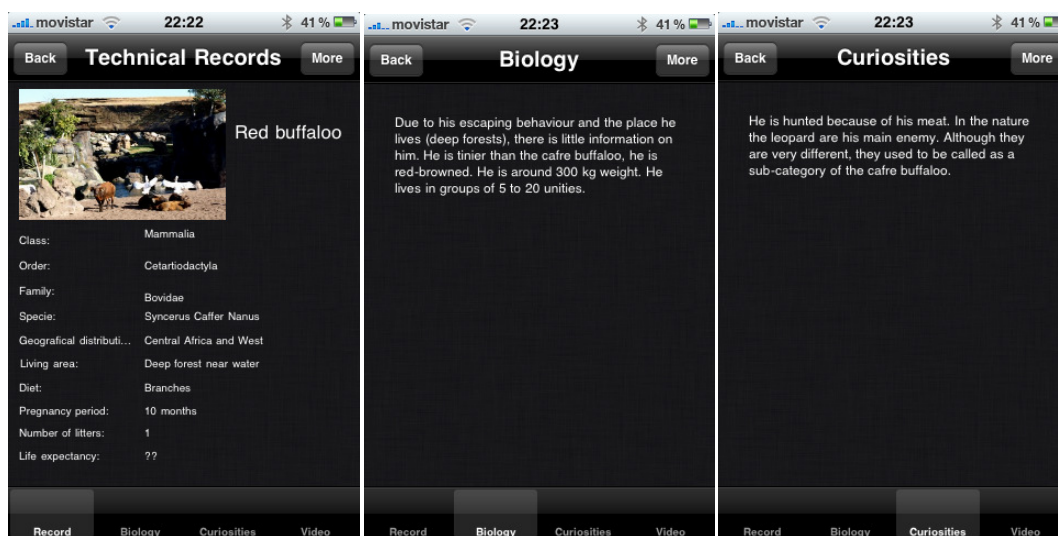 movistar 22:22 41 %
Back Technical Records More
Red buffaloo
Class: Mammalia
Order: Cetartiodactyla
Family: Bovidae
Specie: Syncerus Caffer Nanus
Geografical distributi... Central Africa and West
Living area: Deep forest near water
Diet: Branches
Pregnancy period: 10 months
Number of litters: 1
Life expectancy: ??
Record Biology Curiosities Video
movistar 22:23 41 %
Back Biology More
Due to his escaping behaviour and the place he
lives (deep forests), there is little information on
him. He is tinier than the cafre buffaloo, he is
red-browned. He is around 300 kg weight. He
lives in groups of 5 to 20 unities.
Record Biology Curiosities Video
movistar 22:23 41 %
Back Curiosities More
He is hunted because of his meat. In the nature
the leopard are his main enemy. Although they
are very different, they used to be called as a
sub-category of the cafre buffaloo.
Record Biology Curiosities Video